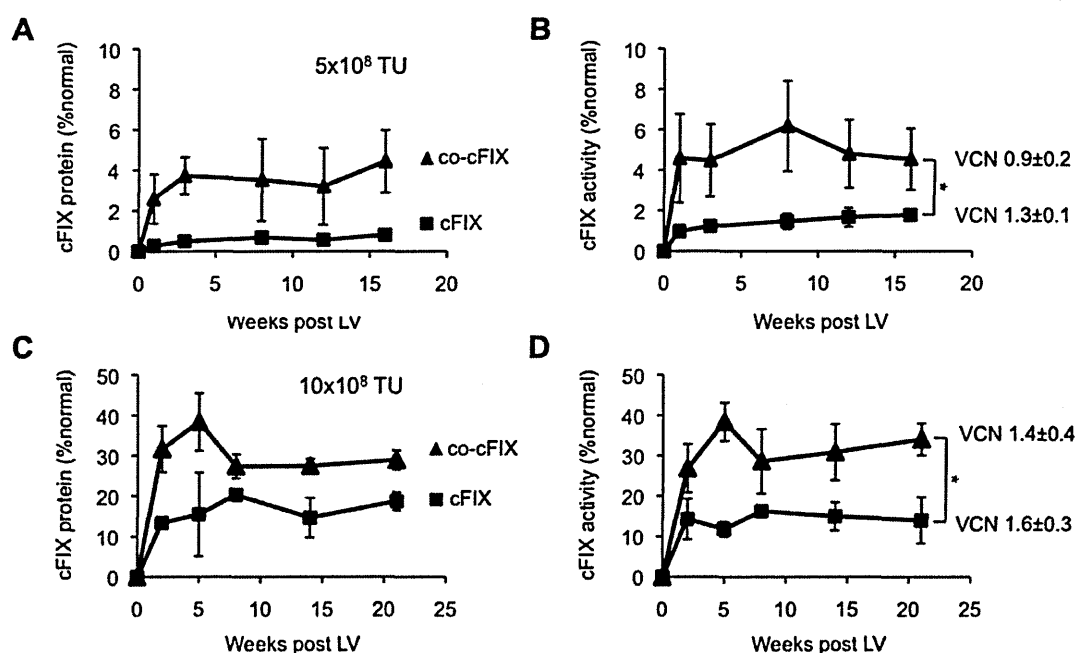 A
cFIX protein (%normal)
10
8
6
4
2
0
5x10⁸ TU
co-cFIX
cFIX
0 5 10 15 20
Weeks post LV
B
cFIX activity (%normal)
10
8
6
4
2
0
VCN 0.9±0.2
*
VCN 1.3±0.1
0 5 10 15 20
Weeks post LV
C
cFIX protein (%normal)
50
40
30
20
10
0
10x10⁸ TU
co-cFIX
cFIX
0 5 10 15 20 25
Weeks post LV
D
cFIX activity (%normal)
50
40
30
20
10
0
VCN 1.4±0.4
*
VCN 1.6±0.3
0 5 10 15 20 25
Weeks post LV